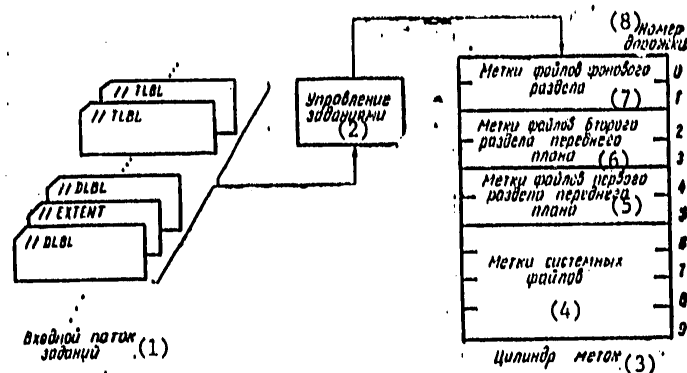 (8) Номер
дорожки
// TLBL
// TLBL
// DLBL
// EXTENT
// DLBL
Входной паток
заданий (1)
Управление
заданиями
(2)
Метки файлов фонового
раздела (7)
Метки файлов второго
раздела переднего
плана (6)
Метки файлов первого
раздела переднего
плана (5)
Метки системных
файлов
(4)
0
1
2
3
4
5
6
7
8
9
Цилиндр меток (3)